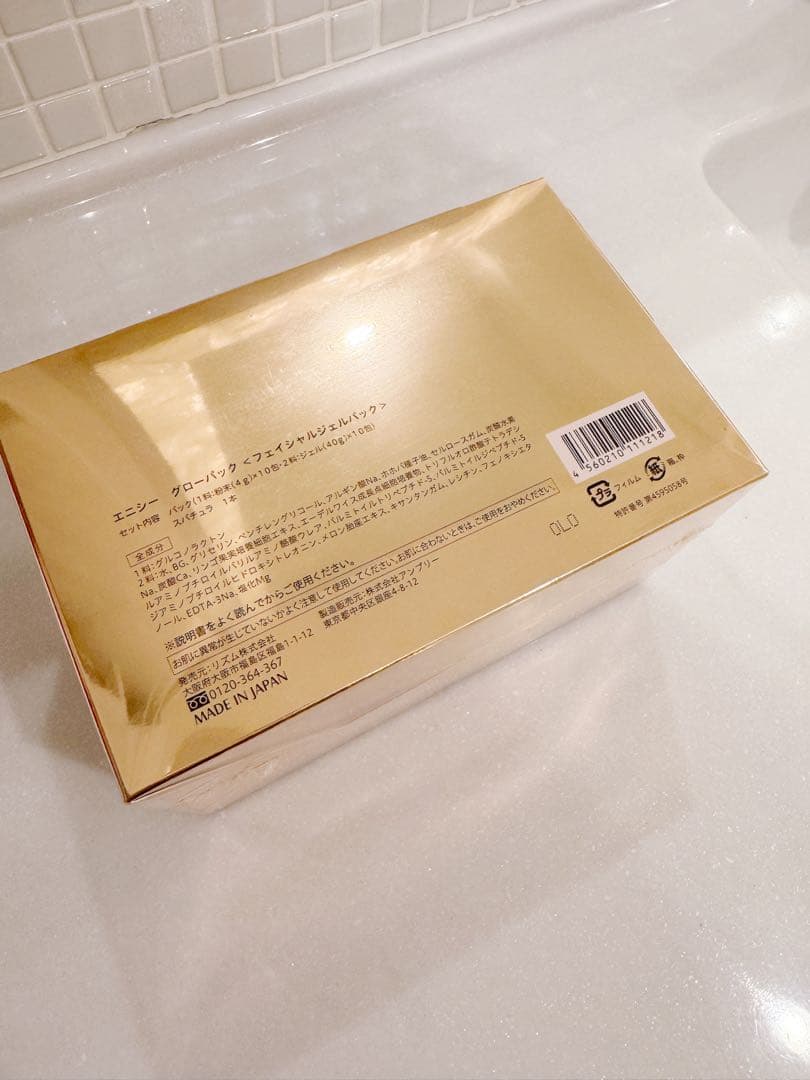 エニシー グローパック <フェイシャルジェルパック>
セット内容 パック(1料:粉末(4g)×10包・2料:ジェル(40g)×10包)
スパチュラ 1本
全成分
1料:グルコノラクトン
2料:水、BG、グリセリン、ペンチレングリコール、アルギン酸Na、ホホバ種子油、セルロースガム、炭酸水素
Na、炭酸Ca、リンゴ果実培養細胞エキス、エーデルワイス成長点細胞培養物、トリフルオロ酢酸テトラデシ
ルアミノブチロイルバリルアミノ酪酸ウレア、パルミトイルトリペプチド-5、パルミトイルジペプチド-5
ジアミノブチロイルヒドロキシトレオニン、メロン胎座エキス、キサンタンガム、レシチン、フェノキシエタ
ノール、EDTA-3Na、塩化Mg
※説明書をよく読んでからご使用ください。
お肌に異常が生じていないかよく注意して使用してください。お肌に合わないときは、ご使用をおやめください。
発売元:リズム株式会社 製造販売元:株式会社アンプリー
大阪府大阪市福島区福島1-1-12 東京都中央区銀座4-8-12
0120-364-367
MADE IN JAPAN
4 560210 111218
プラ フィルム 紙 箱、枠
特許番号 第4595058号
QLO